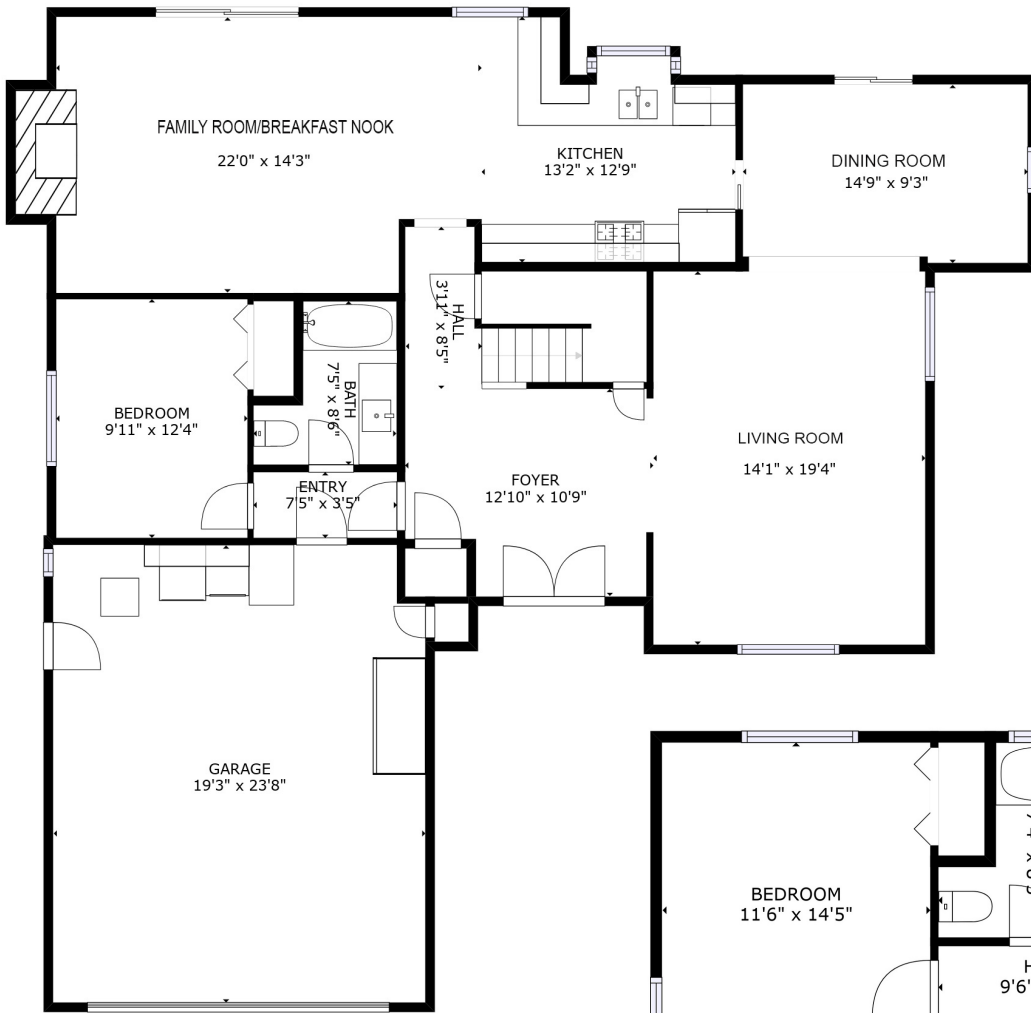 FAMILY ROOM/BREAKFAST NOOK
22'0" x 14'3"
KITCHEN
13'2" x 12'9"
DINING ROOM
14'9" x 9'3"
HALL
3'11" x 8'5"
BEDROOM
9'11" x 12'4"
BATH
7'5" x 8'6"
LIVING ROOM
14'1" x 19'4"
ENTRY
7'5" x 3'5"
FOYER
12'10" x 10'9"
GARAGE
19'3" x 23'8"
BEDROOM
11'6" x 14'5"
9'6"